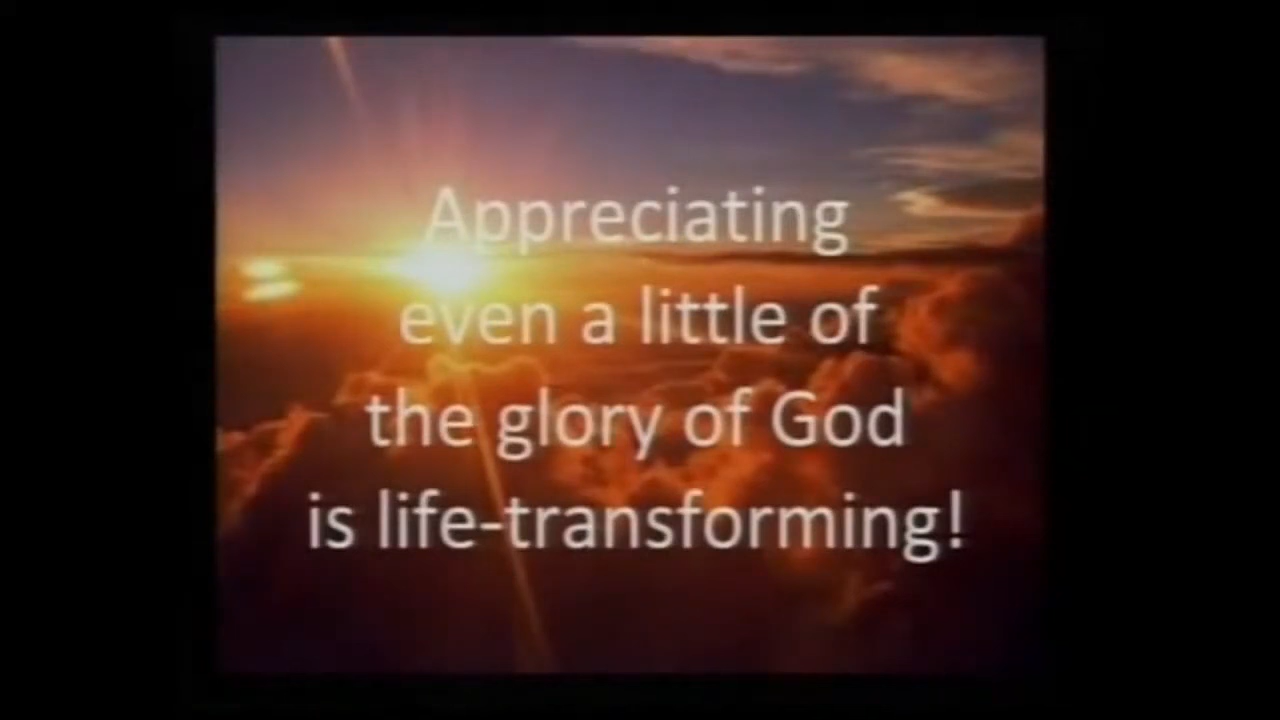 Appreciating
even a little of
the glory of God
is life-transforming!